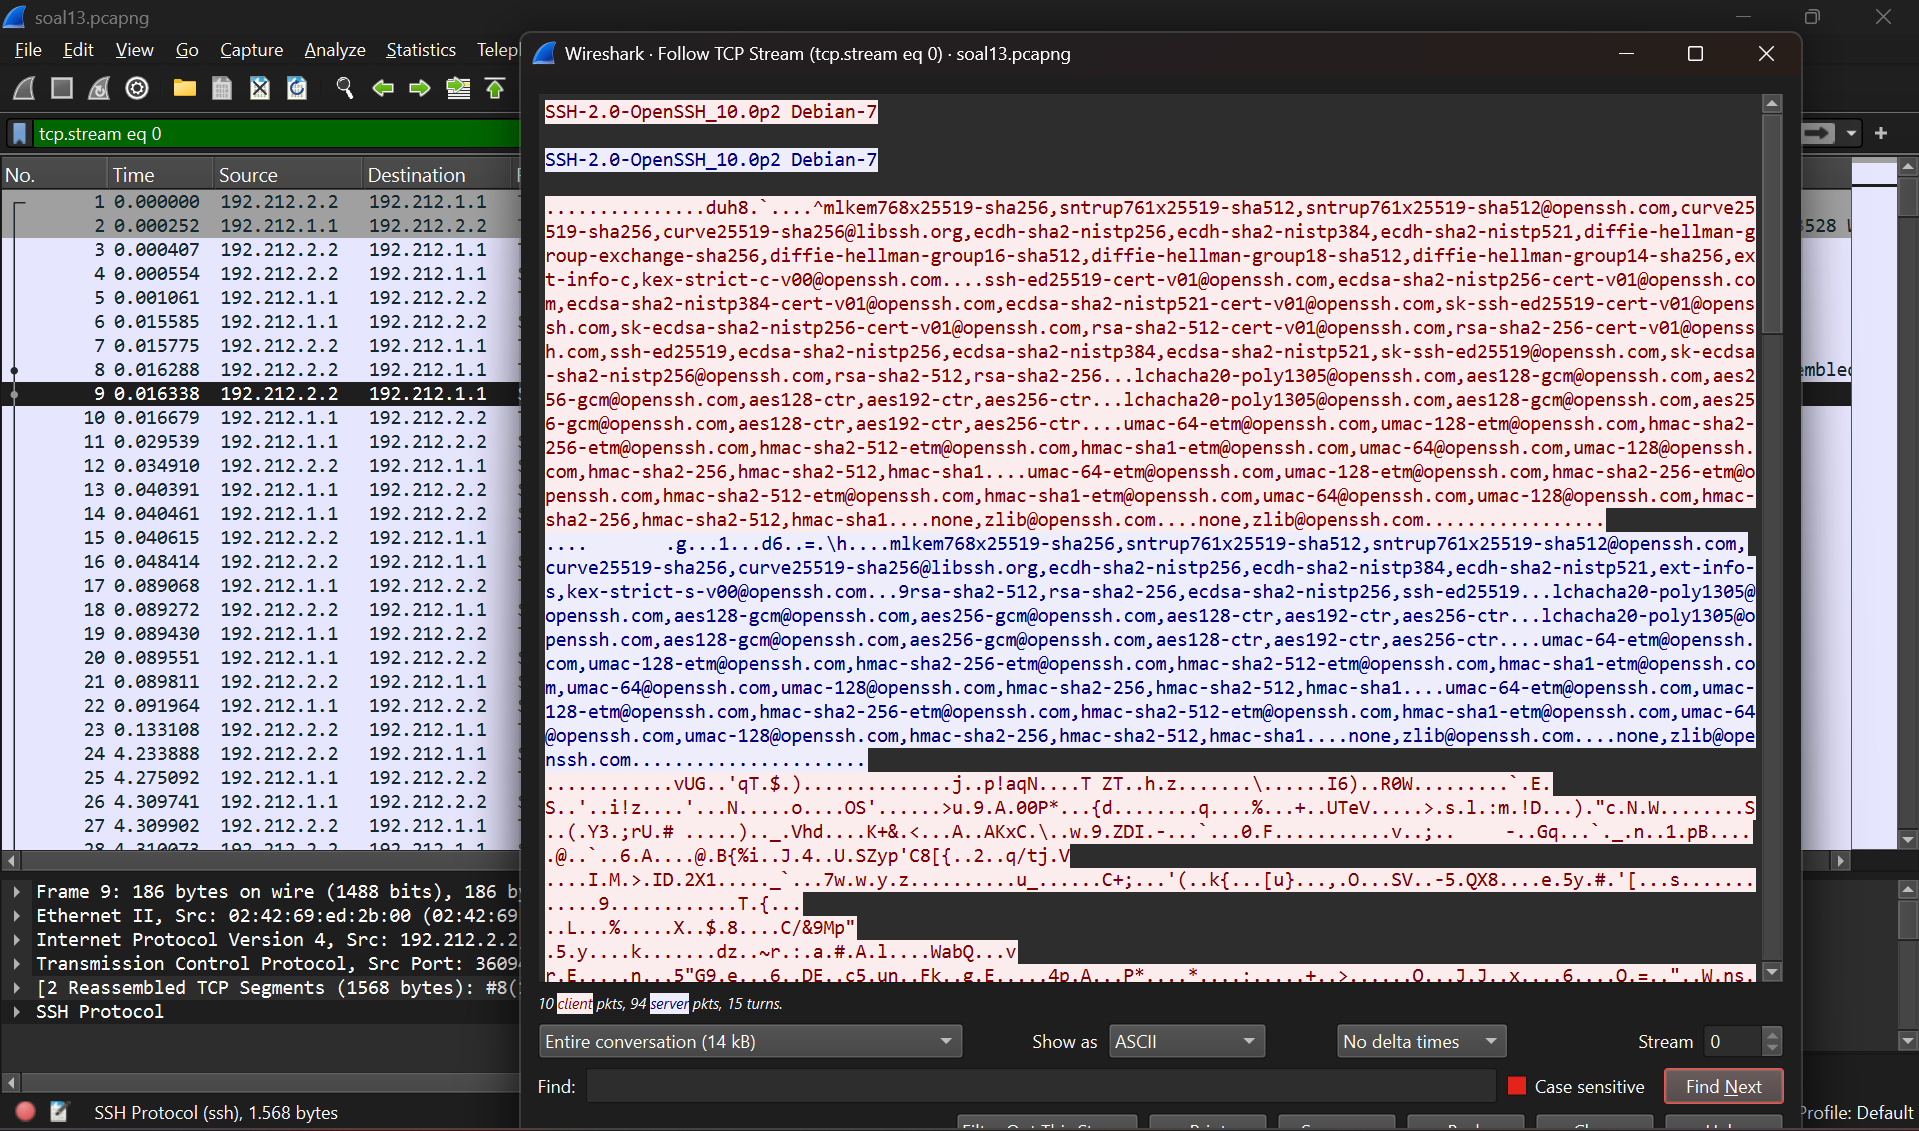 soal13.pcapng
File Edit View Go Capture Analyze Statistics
tcp.stream eq 0
No. Time Source Destination
1 0.000000 192.212.2.2 192.212.1.1
2 0.000252 192.212.1.1 192.212.2.2
3 0.000407 192.212.2.2 192.212.1.1
4 0.000554 192.212.2.2 192.212.1.1
5 0.001061 192.212.1.1 192.212.2.2
6 0.015585 192.212.1.1 192.212.2.2
7 0.015775 192.212.2.2 192.212.1.1
8 0.016288 192.212.2.2 192.212.1.1
9 0.016338 192.212.2.2 192.212.1.1
10 0.016679 192.212.1.1 192.212.2.2
11 0.029539 192.212.1.1 192.212.2.2
12 0.034910 192.212.2.2 192.212.1.1
13 0.040391 192.212.1.1 192.212.2.2
14 0.040461 192.212.1.1 192.212.2.2
15 0.040615 192.212.2.2 192.212.1.1
16 0.048414 192.212.2.2 192.212.1.1
17 0.089068 192.212.1.1 192.212.2.2
18 0.089272 192.212.2.2 192.212.1.1
19 0.089430 192.212.1.1 192.212.2.2
20 0.089551 192.212.1.1 192.212.2.2
21 0.089811 192.212.2.2 192.212.1.1
22 0.091964 192.212.1.1 192.212.2.2
23 0.133108 192.212.2.2 192.212.1.1
24 4.233888 192.212.2.2 192.212.1.1
25 4.275092 192.212.1.1 192.212.2.2
26 4.309741 192.212.1.1 192.212.2.2
27 4.309902 192.212.2.2 192.212.1.1
Frame 9: 186 bytes on wire (1488 bits), 186 b
Ethernet II, Src: 02:42:69:ed:2b:00 (02:42:69
Internet Protocol Version 4, Src: 192.212.2.2
Transmission Control Protocol, Src Port: 3609
[2 Reassembled TCP Segments (1568 bytes): #8(
SSH Protocol
SSH Protocol (ssh), 1.568 bytes
Profile: Default
Wireshark · Follow TCP Stream (tcp.stream eq 0) · soal13.pcapng
SSH-2.0-OpenSSH_10.0p2 Debian-7
SSH-2.0-OpenSSH_10.0p2 Debian-7
...............duh8.`....^mlkem768x25519-sha256,sntrup761x25519-sha512,sntrup761x25519-sha512@openssh.com,curve25
519-sha256,curve25519-sha256@libssh.org,ecdh-sha2-nistp256,ecdh-sha2-nistp384,ecdh-sha2-nistp521,diffie-hellman-g
roup-exchange-sha256,diffie-hellman-group16-sha512,diffie-hellman-group18-sha512,diffie-hellman-group14-sha256,ex
t-info-c,kex-strict-c-v00@openssh.com....ssh-ed25519-cert-v01@openssh.com,ecdsa-sha2-nistp256-cert-v01@openssh.co
m,ecdsa-sha2-nistp384-cert-v01@openssh.com,ecdsa-sha2-nistp521-cert-v01@openssh.com,sk-ssh-ed25519-cert-v01@opens
sh.com,sk-ecdsa-sha2-nistp256-cert-v01@openssh.com,rsa-sha2-512-cert-v01@openssh.com,rsa-sha2-256-cert-v01@openss
h.com,ssh-ed25519,ecdsa-sha2-nistp256,ecdsa-sha2-nistp384,ecdsa-sha2-nistp521,sk-ssh-ed25519@openssh.com,sk-ecdsa
-sha2-nistp256@openssh.com,rsa-sha2-512,rsa-sha2-256...lchacha20-poly1305@openssh.com,aes128-gcm@openssh.com,aes2
56-gcm@openssh.com,aes128-ctr,aes192-ctr,aes256-ctr...lchacha20-poly1305@openssh.com,aes128-gcm@openssh.com,aes25
6-gcm@openssh.com,aes128-ctr,aes192-ctr,aes256-ctr....umac-64-etm@openssh.com,umac-128-etm@openssh.com,hmac-sha2-
256-etm@openssh.com,hmac-sha2-512-etm@openssh.com,hmac-sha1-etm@openssh.com,umac-64@openssh.com,umac-128@openssh.
com,hmac-sha2-256,hmac-sha2-512,hmac-sha1....umac-64-etm@openssh.com,umac-128-etm@openssh.com,hmac-sha2-256-etm@o
penssh.com,hmac-sha2-512-etm@openssh.com,hmac-sha1-etm@openssh.com,umac-64@openssh.com,umac-128@openssh.com,hmac-
sha2-256,hmac-sha2-512,hmac-sha1....none,zlib@openssh.com....none,zlib@openssh.com.................
.... .g...1...d6..=.\h....mlkem768x25519-sha256,sntrup761x25519-sha512,sntrup761x25519-sha512@openssh.com,
curve25519-sha256,curve25519-sha256@libssh.org,ecdh-sha2-nistp256,ecdh-sha2-nistp384,ecdh-sha2-nistp521,ext-info-
s,kex-strict-s-v00@openssh.com...9rsa-sha2-512,rsa-sha2-256,ecdsa-sha2-nistp256,ssh-ed25519...lchacha20-poly1305@
openssh.com,aes128-gcm@openssh.com,aes256-gcm@openssh.com,aes128-ctr,aes192-ctr,aes256-ctr...lchacha20-poly1305@o
penssh.com,aes128-gcm@openssh.com,aes256-gcm@openssh.com,aes128-ctr,aes192-ctr,aes256-ctr....umac-64-etm@openssh.
com,umac-128-etm@openssh.com,hmac-sha2-256-etm@openssh.com,hmac-sha2-512-etm@openssh.com,hmac-sha1-etm@openssh.co
m,umac-64@openssh.com,umac-128@openssh.com,hmac-sha2-256,hmac-sha2-512,hmac-sha1....umac-64-etm@openssh.com,umac-
128-etm@openssh.com,hmac-sha2-256-etm@openssh.com,hmac-sha2-512-etm@openssh.com,hmac-sha1-etm@openssh.com,umac-64
@openssh.com,umac-128@openssh.com,hmac-sha2-256,hmac-sha2-512,hmac-sha1....none,zlib@openssh.com....none,zlib@ope
nssh.com......................
............vUG..'qT.$.)..............j..p!aqN....T ZT..h.z.......\......I6)..R0W.........`.E.
S..'..i!z....'...N.....o....OS'......>u.9.A.00P*...{d........q....%...+..UTeV.....>.s.l.:m.!D...)."c.N.W........S
..(.Y3.;rU.# .....).._.Vhd....K+&.<...A..AKxC.\..w.9.ZDI.-...`...0.F...........v..;.. -..Gq...`._.n..1.pB....
.@..`..6.A....@.B{%i..J.4..U.SZyp'C8[{..2..q/tj.V
....I.M.>.ID.2X1....._`...7w.w.y.z..........u_......C+;...'(..k{...[u}...,.O...SV..-5.QX8....e.5y.#.'[...s.......
.....9............T.{...
..L...%.....X..$.8....C/&9Mp"
.5.y....k.......dz..~r.:.a.#.A.l....WabQ...v
10 client pkts, 94 server pkts, 15 turns.
Entire conversation (14 kB) Show as ASCII No delta times Stream 0
Find: Case sensitive Find Next